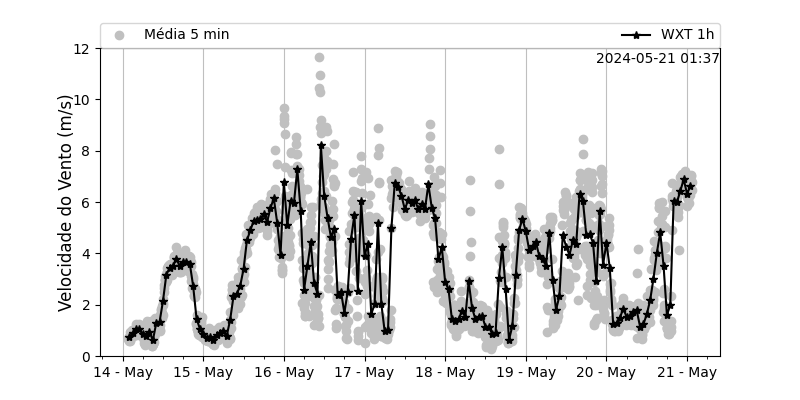 Média 5 min
WXT 1h
2024-05-21 01:37
Velocidade do Vento (m/s)
12
10
8
6
4
2
0
14 - May 15 - May 16 - May 17 - May 18 - May 19 - May 20 - May 21 - May